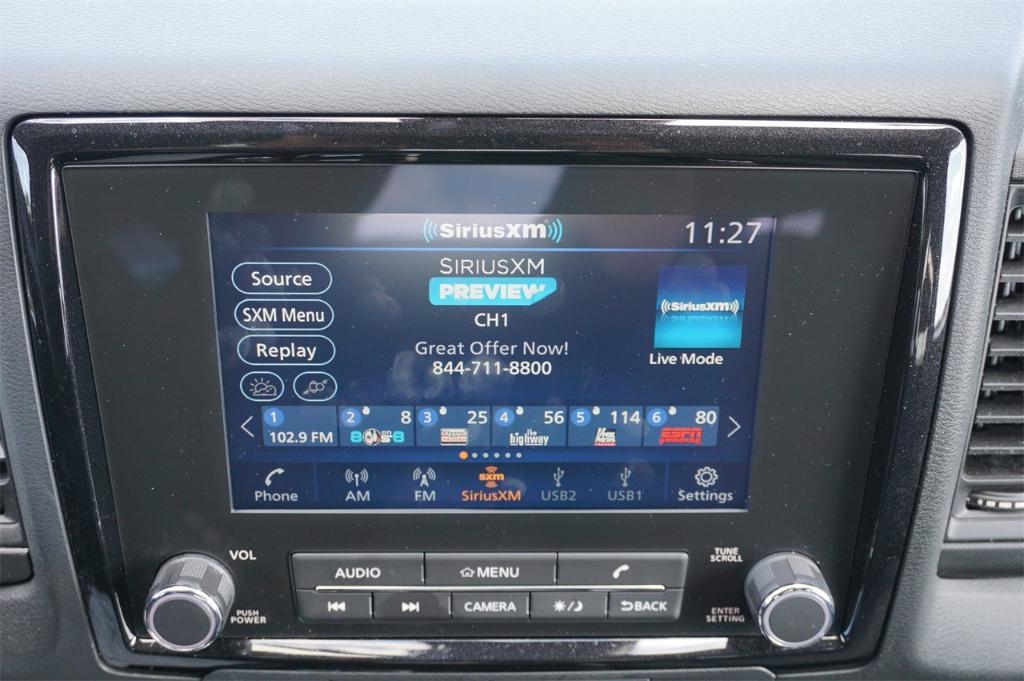 SiriusXM
11:27
Source
SIRIUSXM
PREVIEW
SXM Menu
CH1
SiriusXM
Replay
Great Offer Now!
844-711-8800
Live Mode
1 2 8 3 25 4 56 5 114 6 80
102.9 FM 80s 8 the highway FOX NEWS ESPN
sxm
Phone AM FM SiriusXM USB2 USB1 Settings
VOL
AUDIO MENU
TUNE
SCROLL
CAMERA BACK
PUSH
POWER
ENTER
SETTING